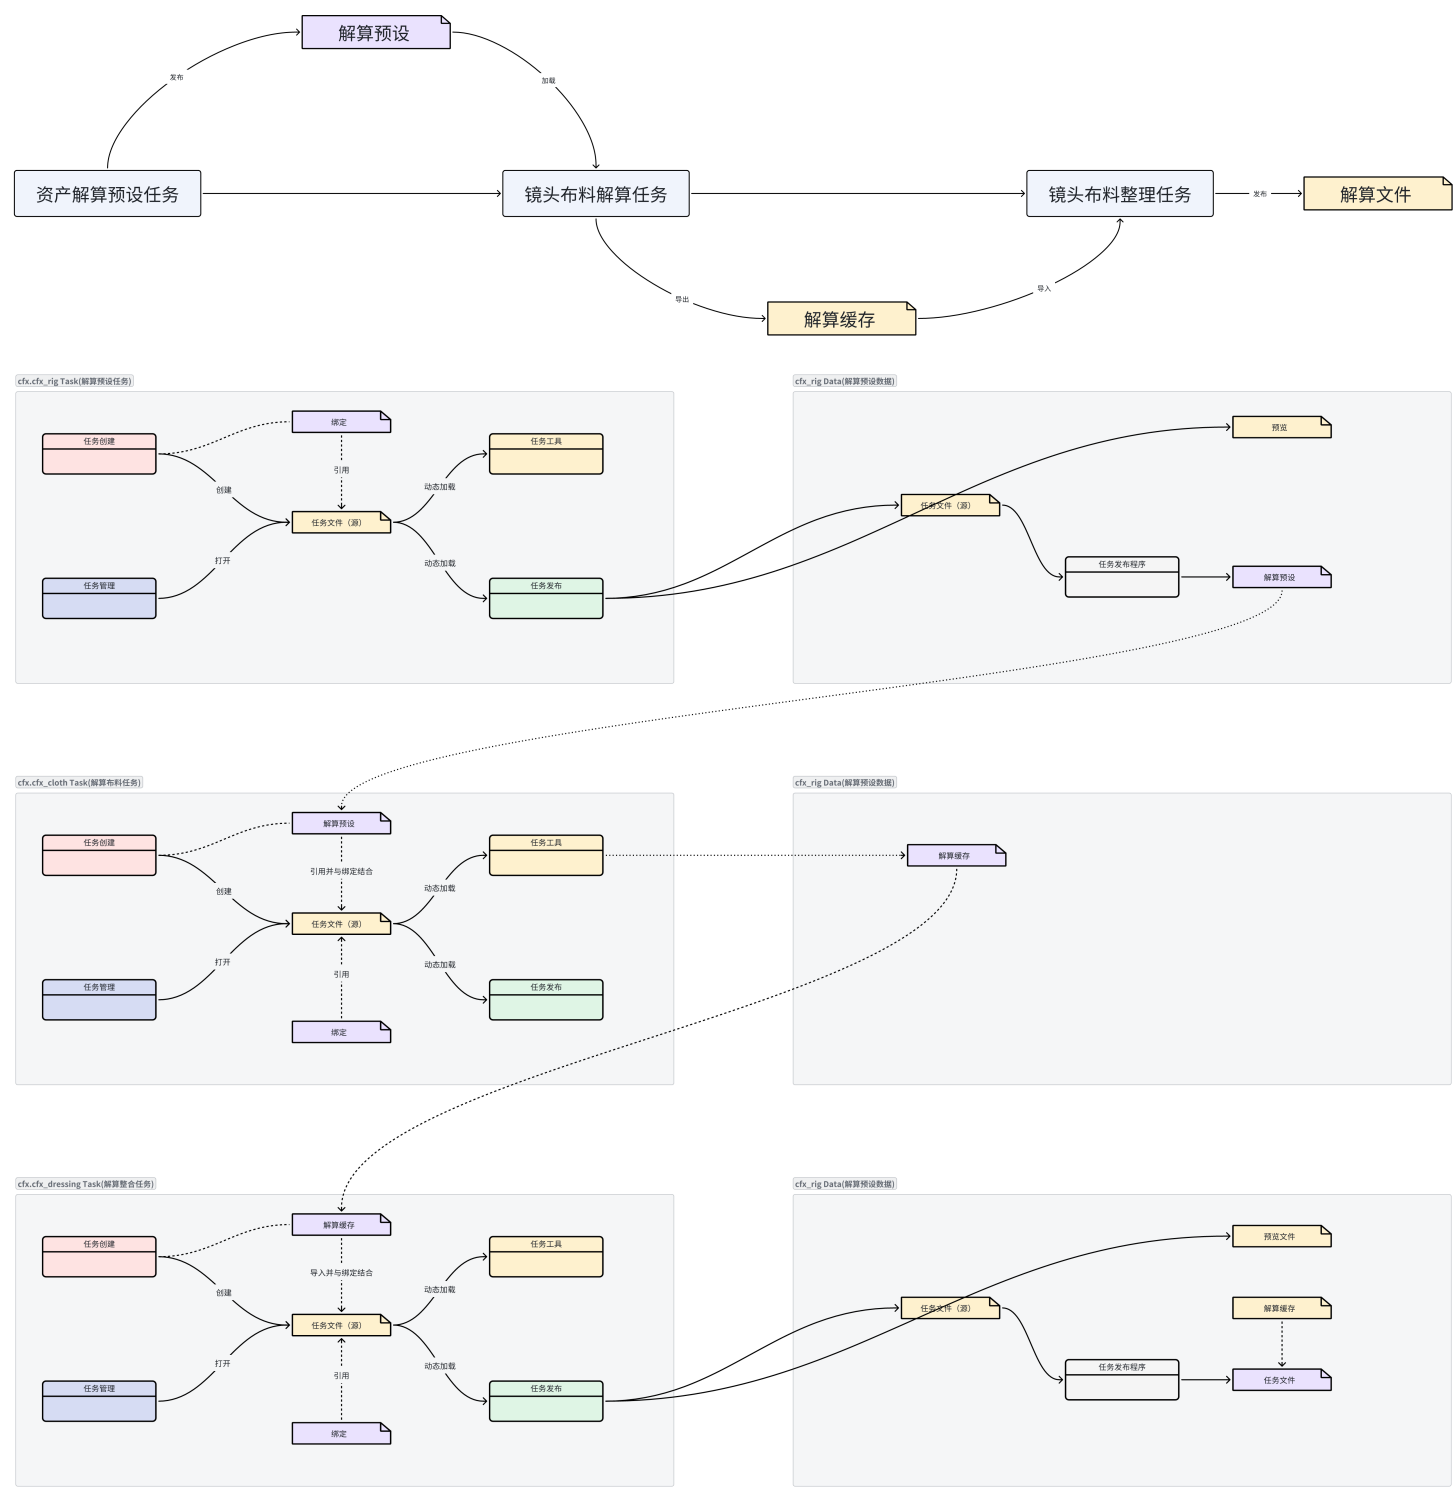 解算预设
发布
加载
资产解算预设任务
镜头布料解算任务
镜头布料整理任务
发布
解算文件
导出
导入
解算缓存
cfx.cfx_rig Task(解算预设任务)
绑定
任务创建
任务工具
引用
创建
动态加载
任务文件（源）
打开
动态加载
任务管理
任务发布
cfx_rig Data(解算预设数据)
预览
任务文件（源）
任务发布程序
解算预设
cfx.cfx_cloth Task(解算布料任务)
解算预设
任务创建
任务工具
引用并与绑定结合
创建
动态加载
任务文件（源）
打开
引用
动态加载
任务管理
任务发布
绑定
cfx_rig Data(解算预设数据)
解算缓存
cfx.cfx_dressing Task(解算整合任务)
解算缓存
任务创建
任务工具
导入并与绑定结合
创建
动态加载
任务文件（源）
打开
引用
动态加载
任务管理
任务发布
绑定
cfx_rig Data(解算预设数据)
预览文件
任务文件（源）
解算缓存
任务发布程序
任务文件